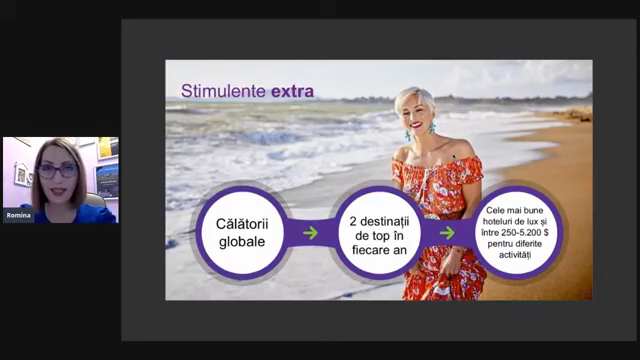 Stimulente extra
Romina
Călătorii
globale
2 destinații
de top în
fiecare an
Cele mai bune
hoteluri de lux și
între 250-5.200 $
pentru diferite
activități